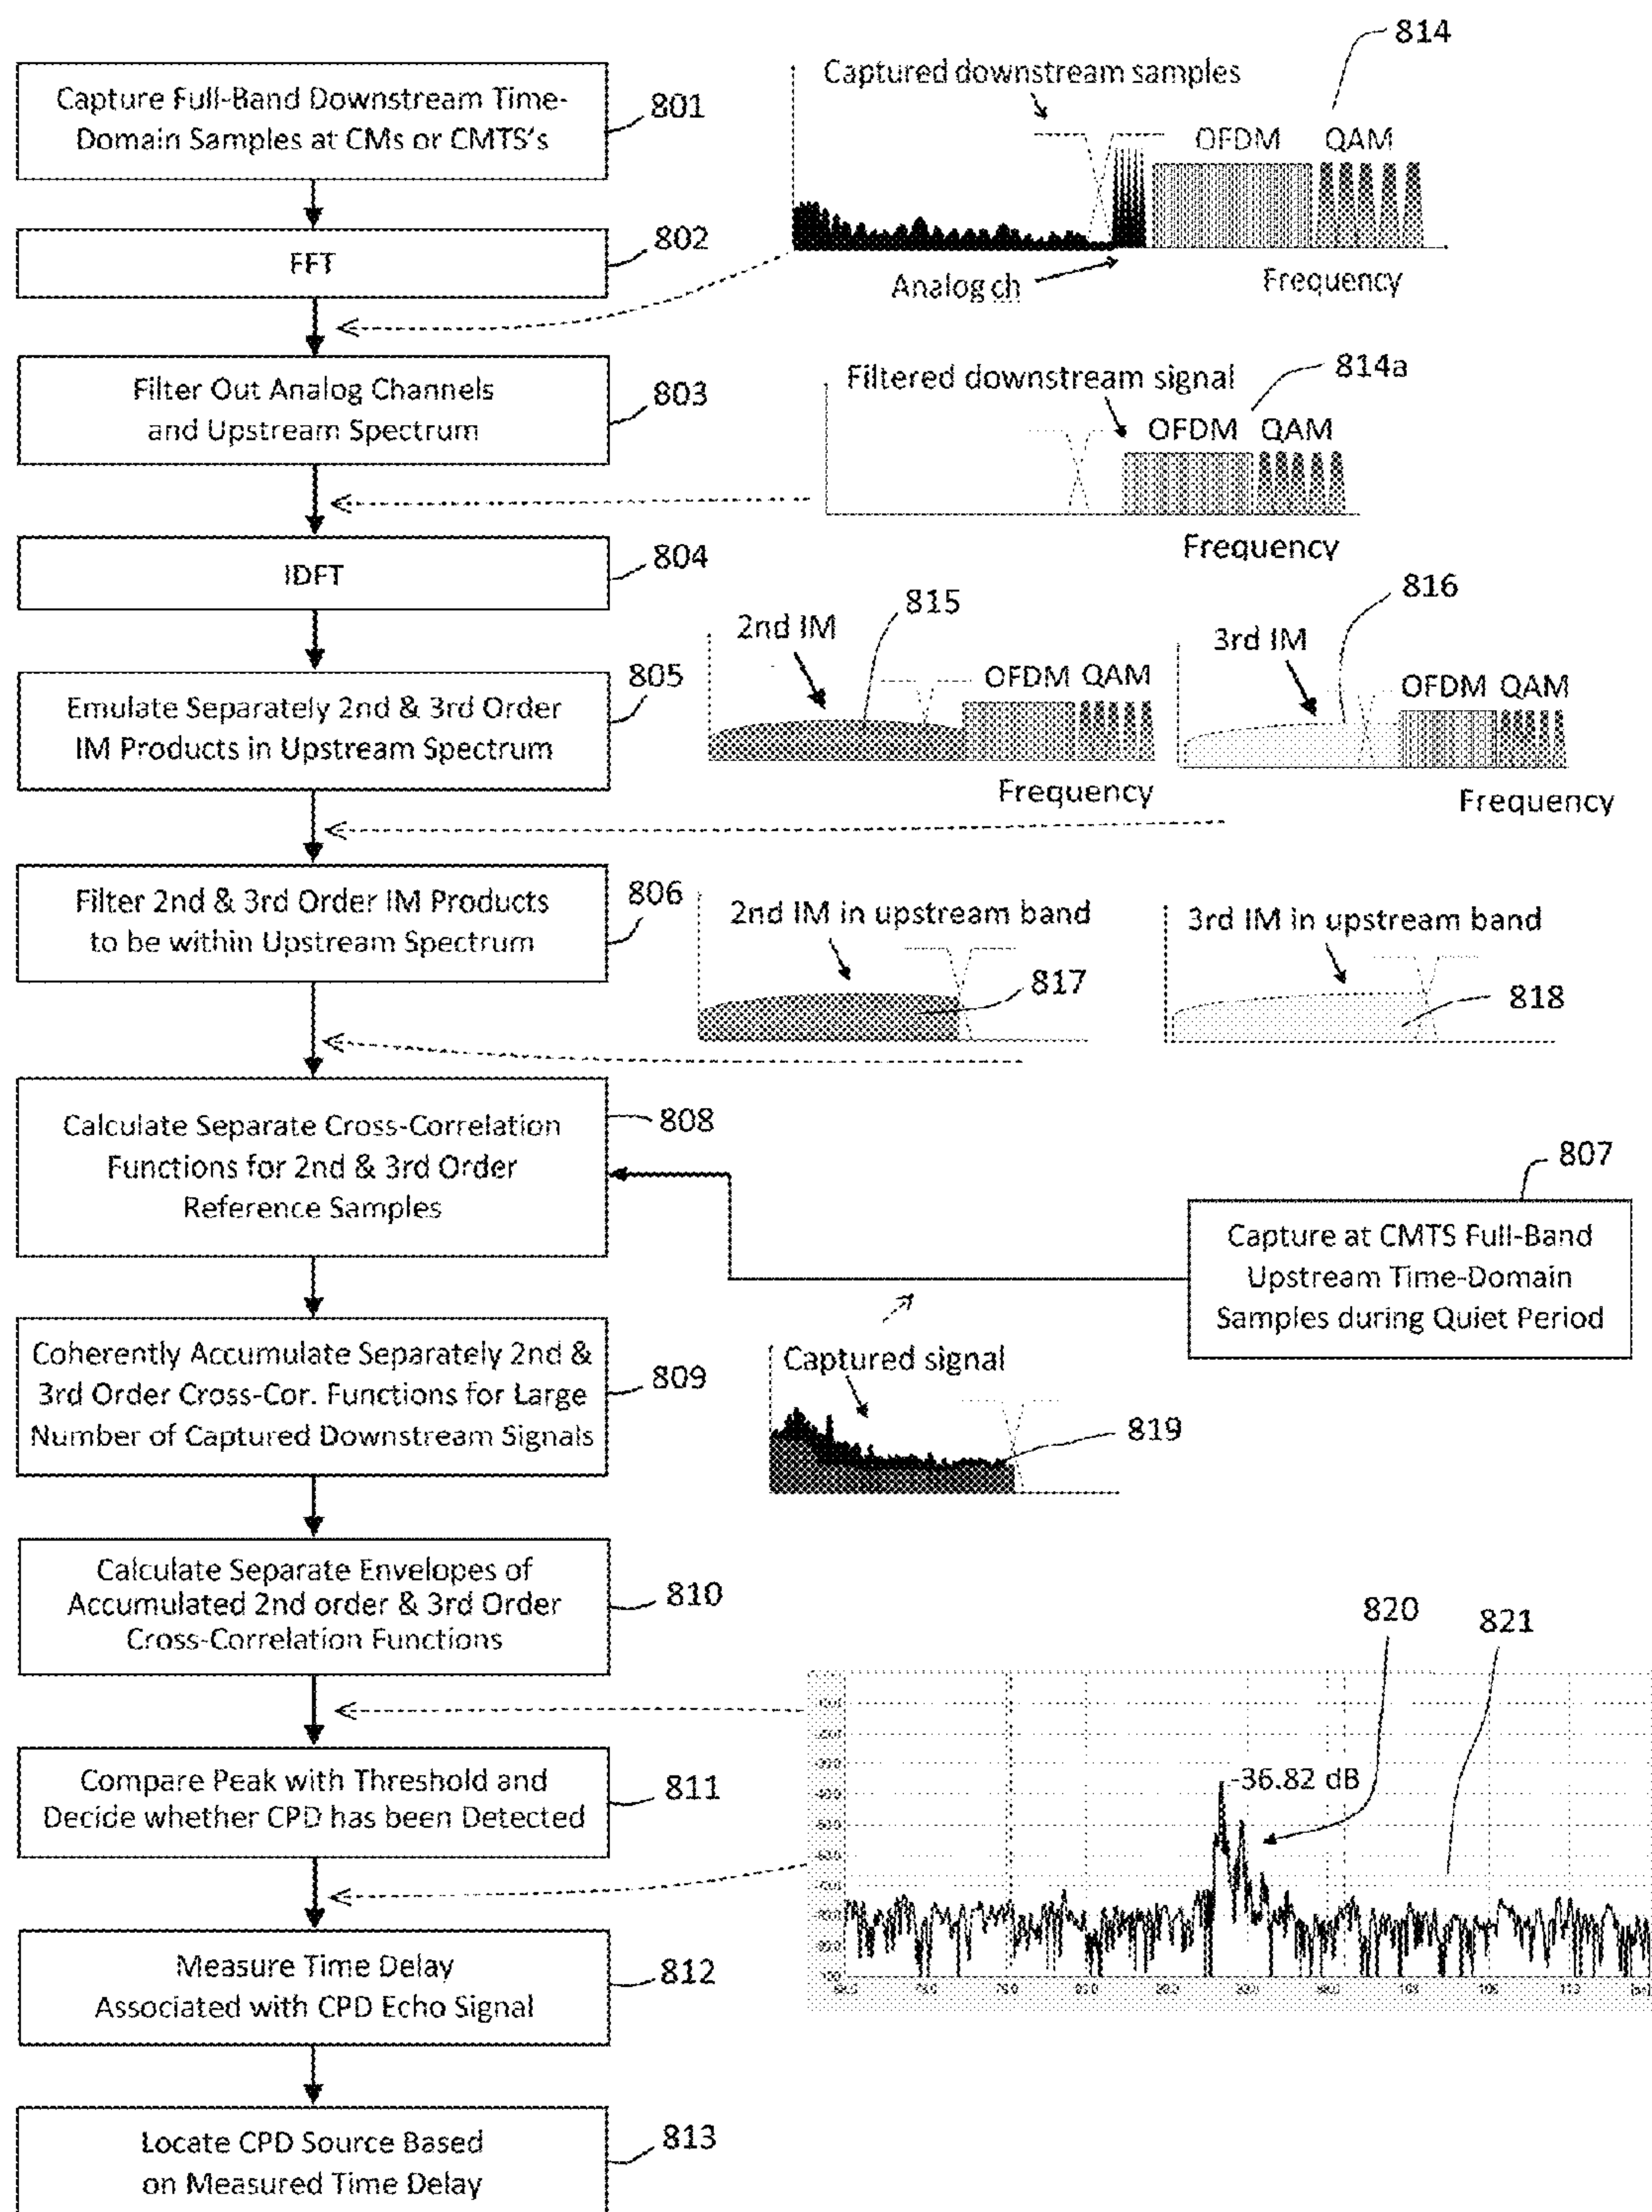 814
Capture Full-Band Downstream Time-
Domain Samples at CMs or CMTS's
801
Captured downstream samples
OFDM
QAM
FFT
802
Analog ch
Frequency
Filter Out Analog Channels
and Upstream Spectrum
803
Filtered downstream signal
814a
OFDM QAM
Frequency
IDFT
804
Emulate Separately 2nd & 3rd Order
IM Products in Upstream Spectrum
805
2nd IM
815
OFDM QAM
Frequency
3rd IM
816
OFDM QAM
Frequency
Filter 2nd & 3rd Order IM Products
to be within Upstream Spectrum
806
2nd IM in upstream band
817
3rd IM in upstream band
818
Calculate Separate Cross-Correlation
Functions for 2nd & 3rd Order
Reference Samples
808
807
Capture at CMTS Full-Band
Upstream Time-Domain
Samples during Quiet Period
Coherently Accumulate Separately 2nd &
3rd Order Cross-Cor. Functions for Large
Number of Captured Downstream Signals
809
Captured signal
819
Calculate Separate Envelopes of
Accumulated 2nd order & 3rd Order
Cross-Correlation Functions
810
820
821
-36.82 dB
Compare Peak with Threshold and
Decide whether CPD has been Detected
811
Measure Time Delay
Associated with CPD Echo Signal
812
Locate CPD Source Based
on Measured Time Delay
813